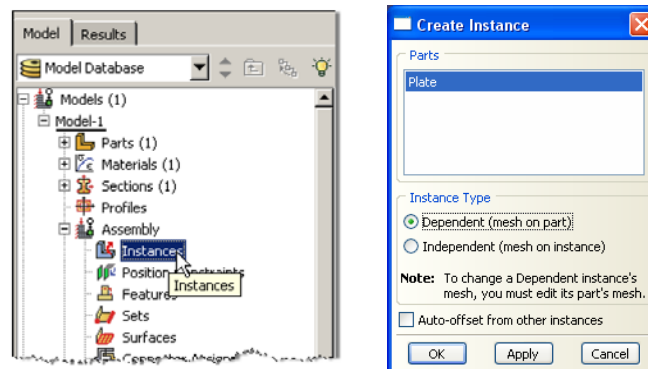 Model Results
Model Database
Models (1)
Model-1
Parts (1)
Materials (1)
Sections (1)
Profiles
Assembly
Instances
Position Constraints
Instances
Features
Sets
Surfaces
Create Instance
Parts
Plate
Instance Type
Dependent (mesh on part)
Independent (mesh on instance)
Note: To change a Dependent instance's
mesh, you must edit its part's mesh.
Auto-offset from other instances
OK Apply Cancel